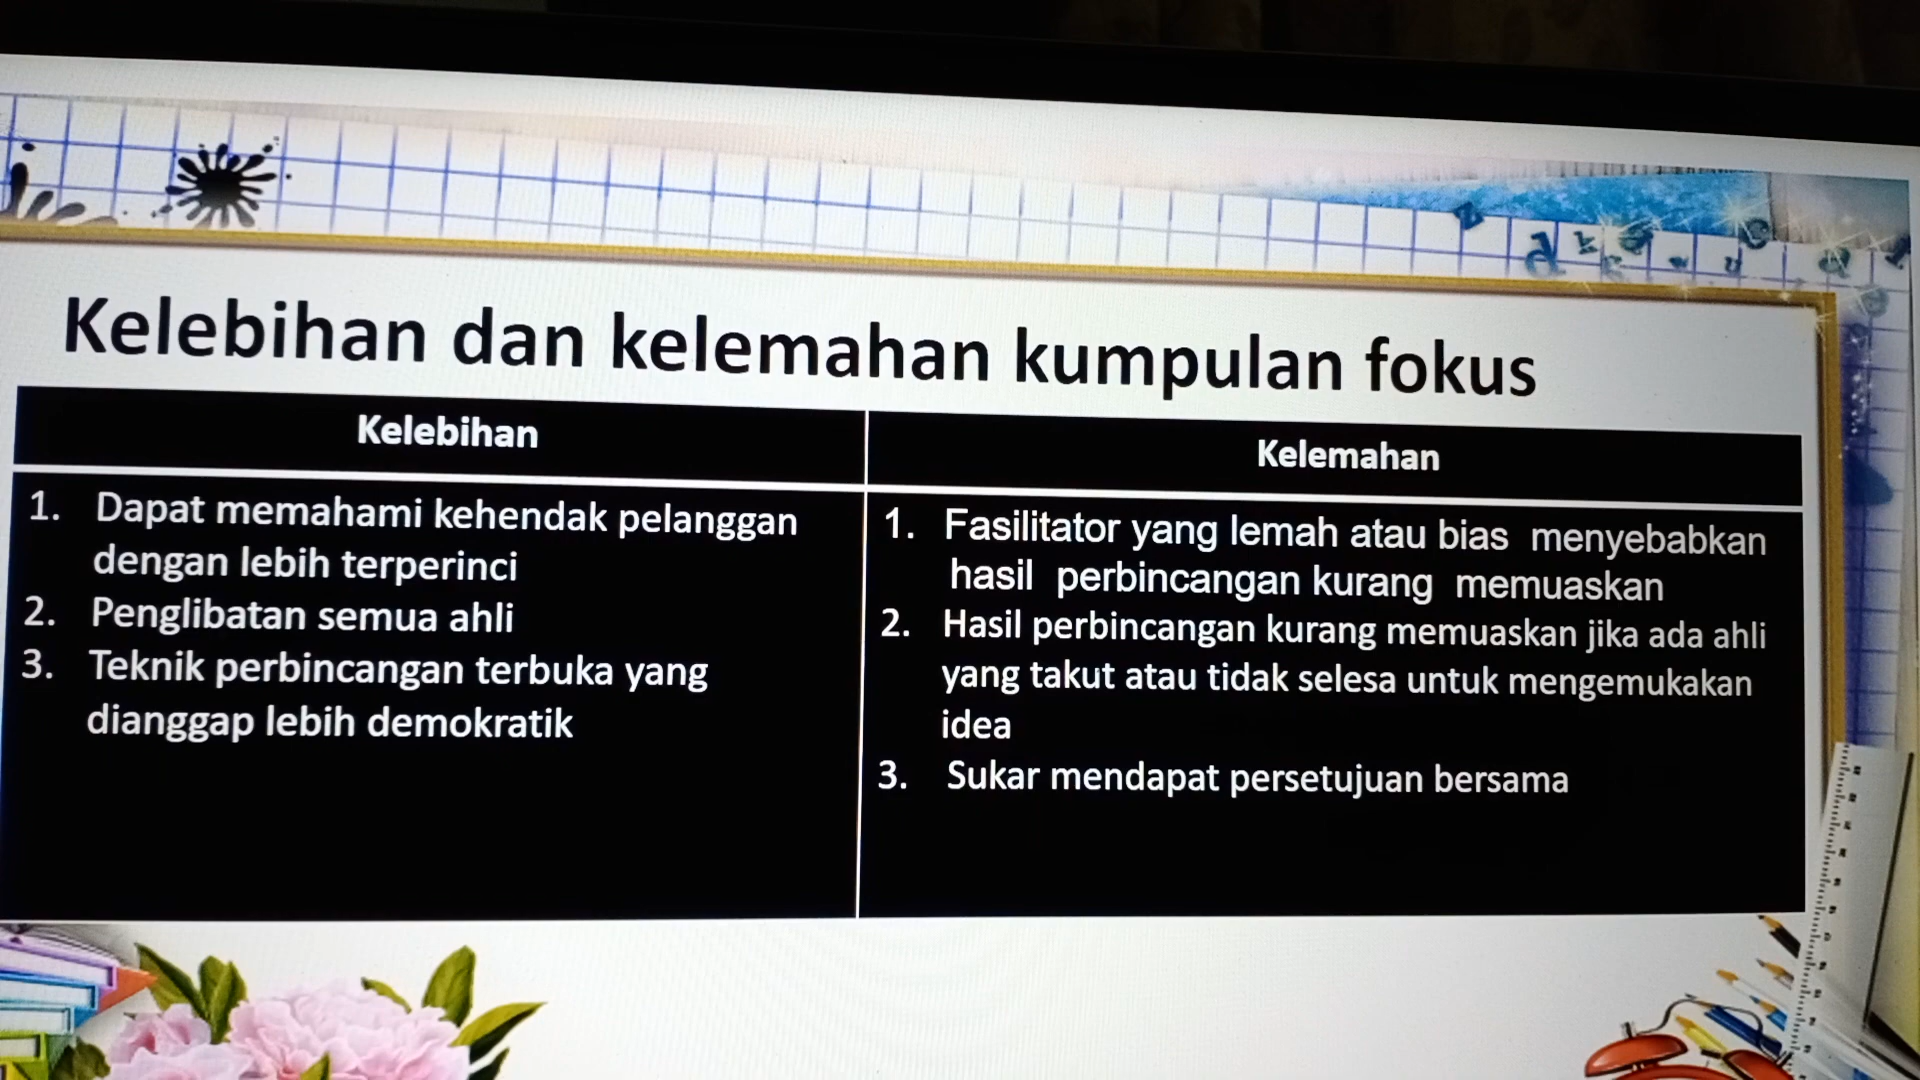 Kelebihan dan kelemahan kumpulan fokus
Kelebihan
1. Dapat memahami kehendak pelanggan
dengan lebih terperinci
2. Penglibatan semua ahli
3. Teknik perbincangan terbuka yang
dianggap lebih demokratik
Kelemahan
1. Fasilitator yang lemah atau bias menyebabkan
hasil perbincangan kurang memuaskan
2. Hasil perbincangan kurang memuaskan jika ada ahli
yang takut atau tidak selesa untuk mengemukakan
idea
3. Sukar mendapat persetujuan bersama